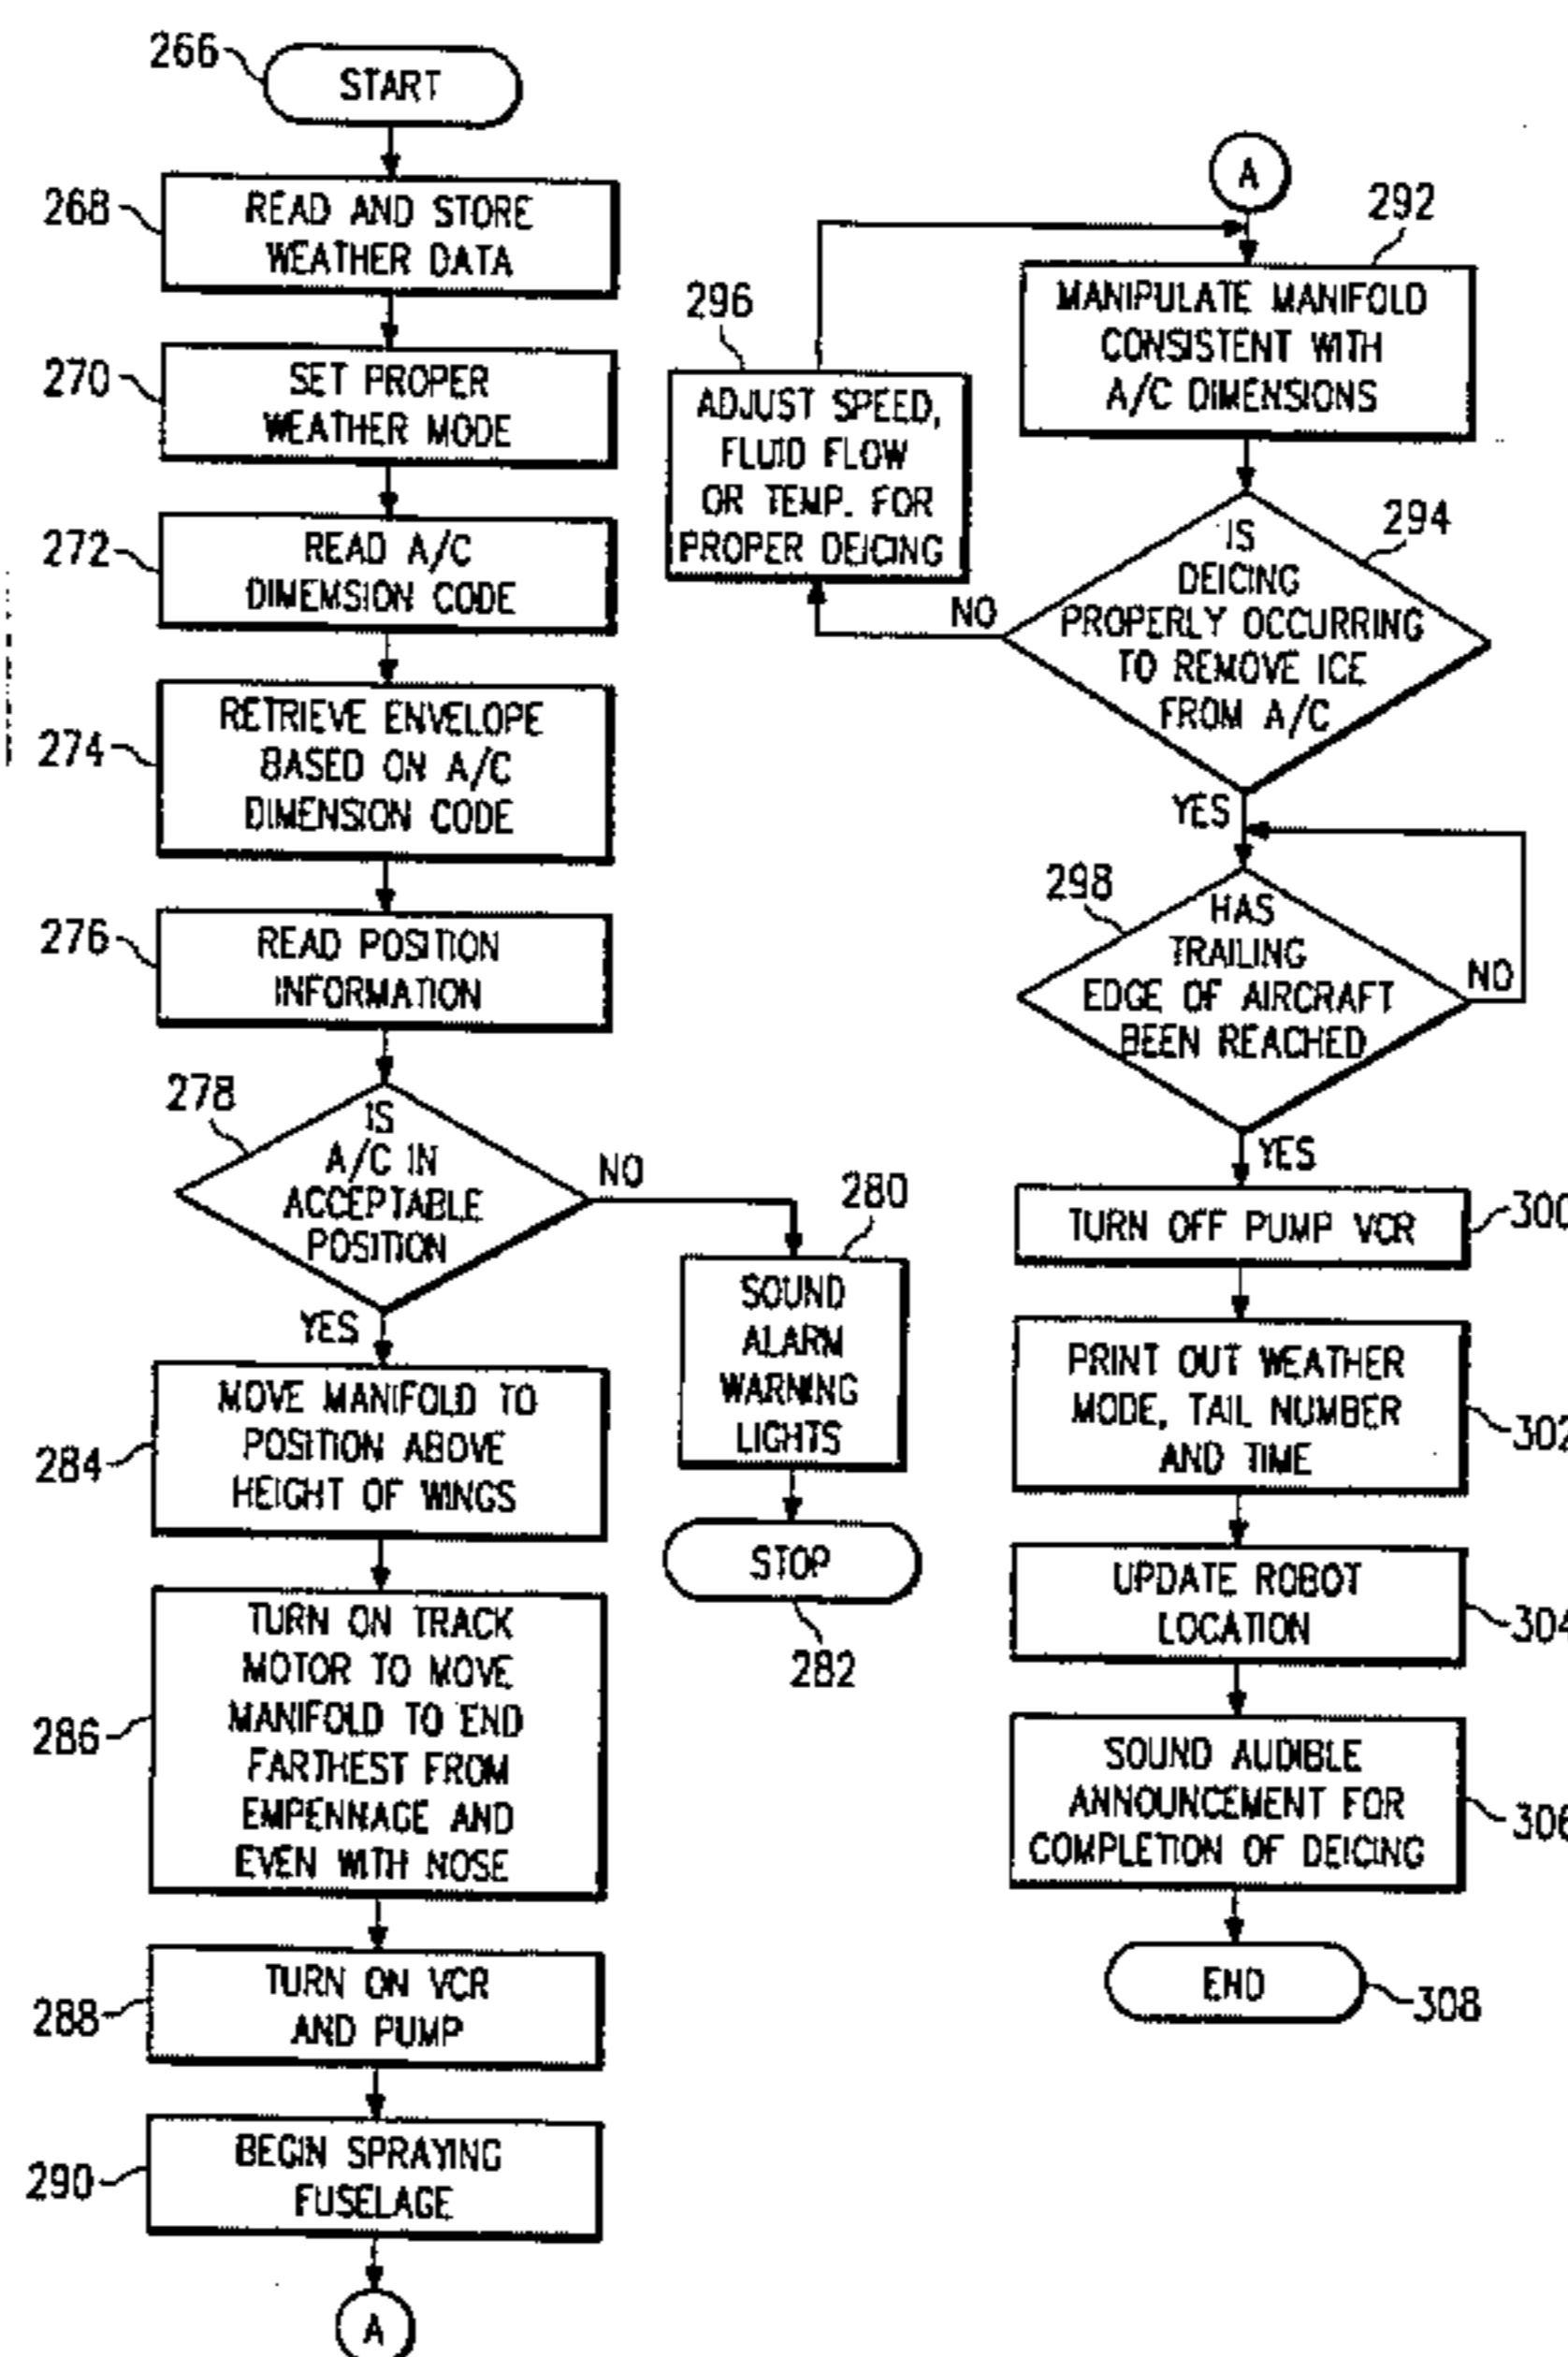 266
START
268
READ AND STORE
WEATHER DATA
270
SET PROPER
WEATHER MODE
272
READ A/C
DIMEMSION CODE
274
RETRIEVE ENVELOPE
BASED ON A/C
DIMENSION CODE
276
READ POSITION
INFORMATION
278
IS
A/C IN
ACCEPTABLE
POSITION
NO
YES
280
SOUND
ALARM
WARNING
LIGHTS
STOP
282
284
MOVE MANIFOLD TO
POSITION ABOVE
HEIGHT OF WINGS
286
TURN ON TRACK
MOTOR TO MOVE
MANIFOLD TO END
FARTHEST FROM
EMPENNAGE AND
EVEN WITH NOSE
288
TURN ON VCR
AND PUMP
290
BEGIN SPRAYING
FUSELAGE
A
A
292
MANIPULATE MANIFOLD
CONSISTENT WITH
A/C DIMENSIONS
296
ADJUST SPEED,
FLUID FLOW
OR TEMP. FOR
PROPER DEICING
294
IS
DEICING
PROPERLY OCCURRING
TO REMOVE ICE
FROM A/C
NO
YES
298
HAS
TRAILING
EDGE OF AIRCRAFT
BEEN REACHED
NO
YES
TURN OFF PUMP VCR
300
PRINT OUT WEATHER
MODE, TAIL NUMBER
AND TIME
302
UPDATE ROBOT
LOCATION
304
SOUND AUDIBLE
ANNOUNCEMENT FOR
COMPLETION OF DEICING
306
END
308